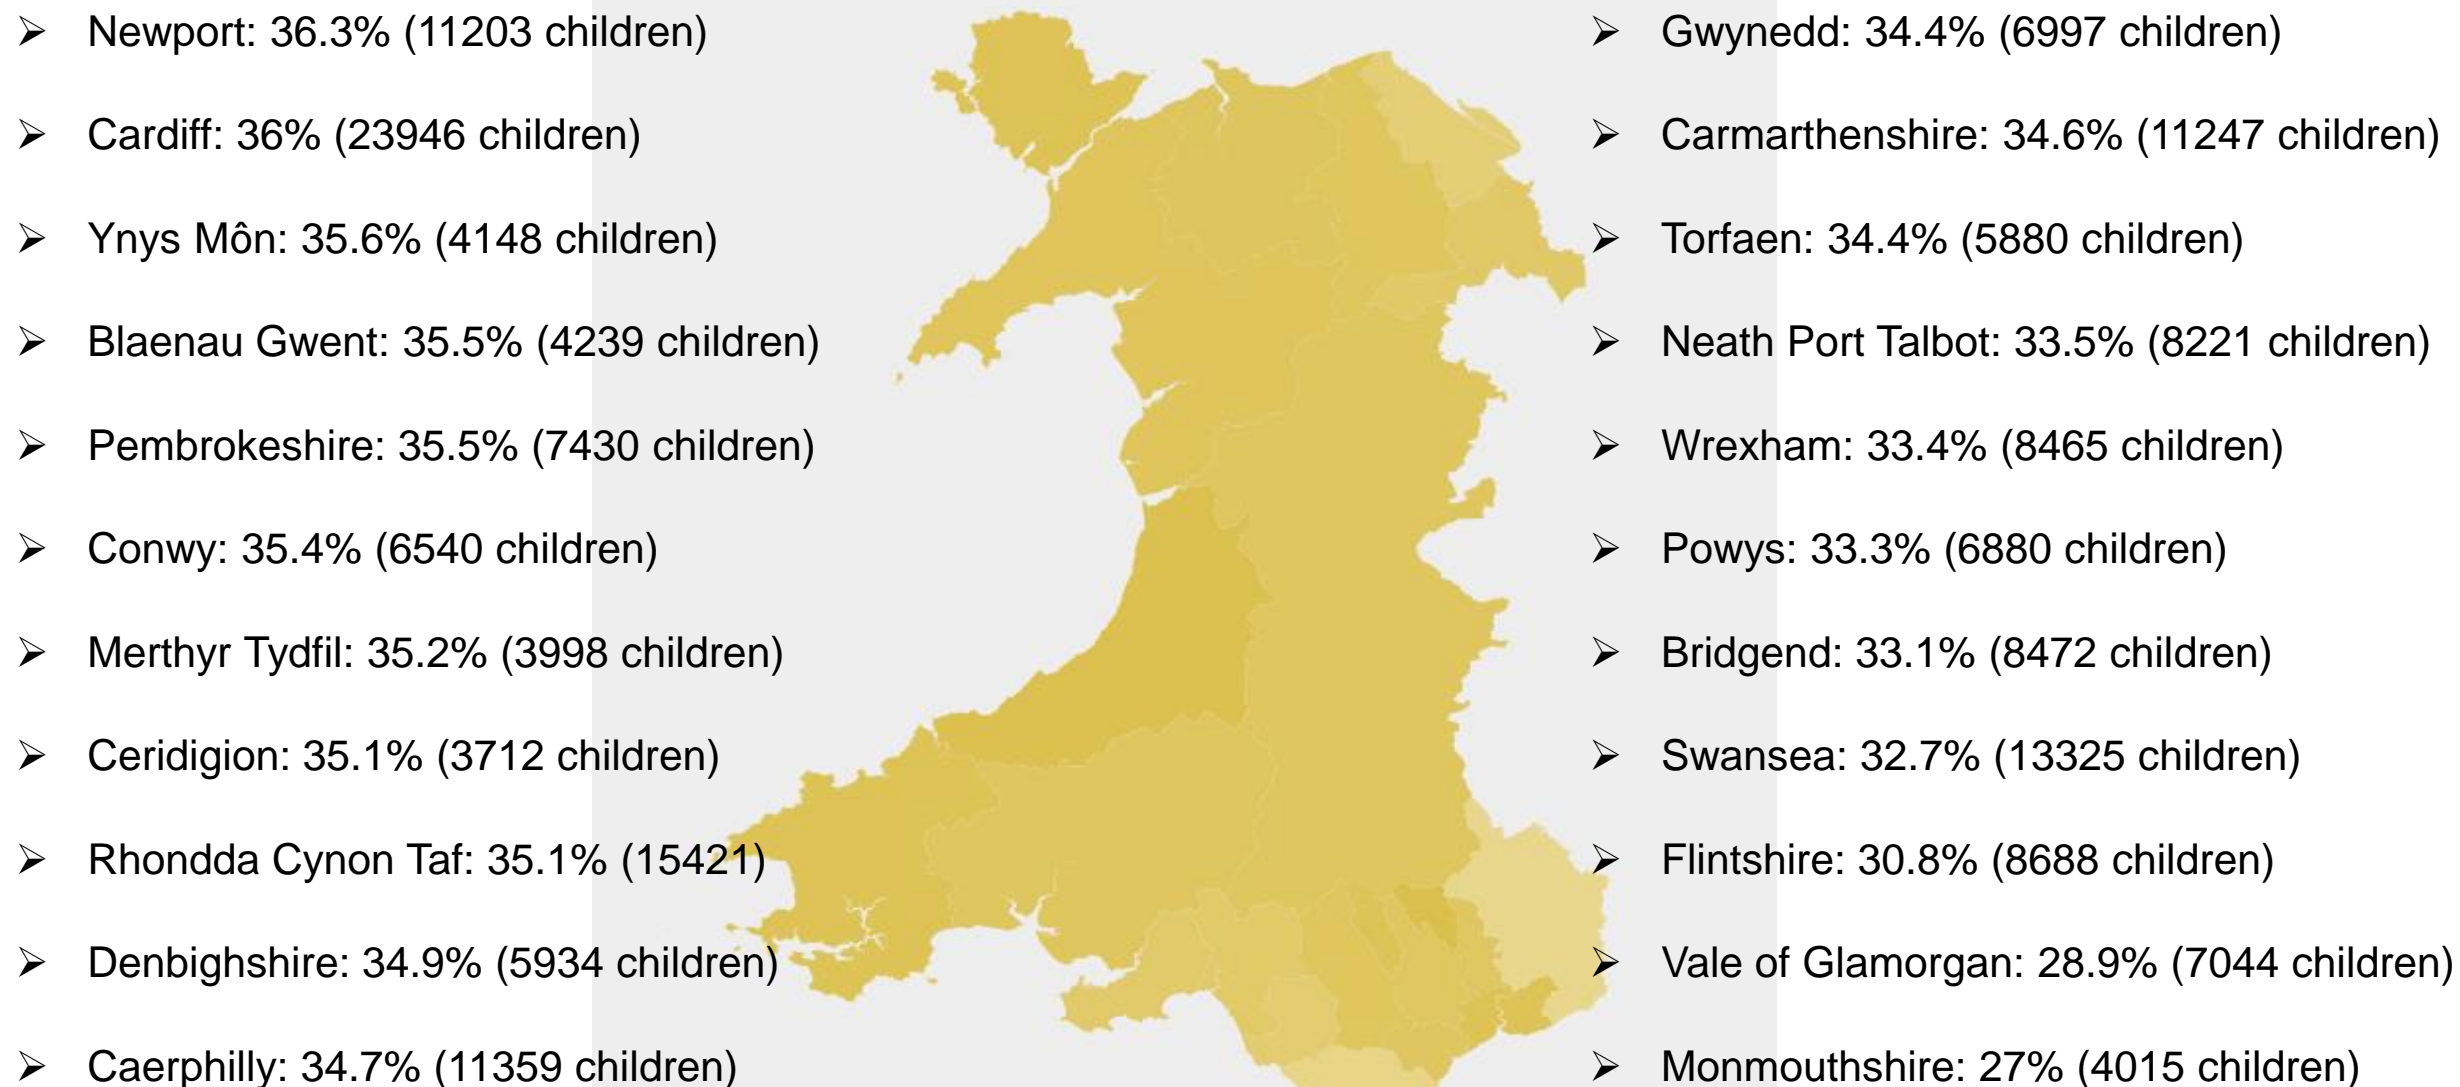 ➢ Newport: 36.3% (11203 children)
➢ Cardiff: 36% (23946 children)
➢ Ynys Môn: 35.6% (4148 children)
➢ Blaenau Gwent: 35.5% (4239 children)
➢ Pembrokeshire: 35.5% (7430 children)
➢ Conwy: 35.4% (6540 children)
➢ Merthyr Tydfil: 35.2% (3998 children)
➢ Ceridigion: 35.1% (3712 children)
➢ Rhondda Cynon Taf: 35.1% (15421)
➢ Denbighshire: 34.9% (5934 children)
➢ Caerphilly: 34.7% (11359 children)
➢ Gwynedd: 34.4% (6997 children)
➢ Carmarthenshire: 34.6% (11247 children)
➢ Torfaen: 34.4% (5880 children)
➢ Neath Port Talbot: 33.5% (8221 children)
➢ Wrexham: 33.4% (8465 children)
➢ Powys: 33.3% (6880 children)
➢ Bridgend: 33.1% (8472 children)
➢ Swansea: 32.7% (13325 children)
➢ Flintshire: 30.8% (8688 children)
➢ Vale of Glamorgan: 28.9% (7044 children)
➢ Monmouthshire: 27% (4015 children)